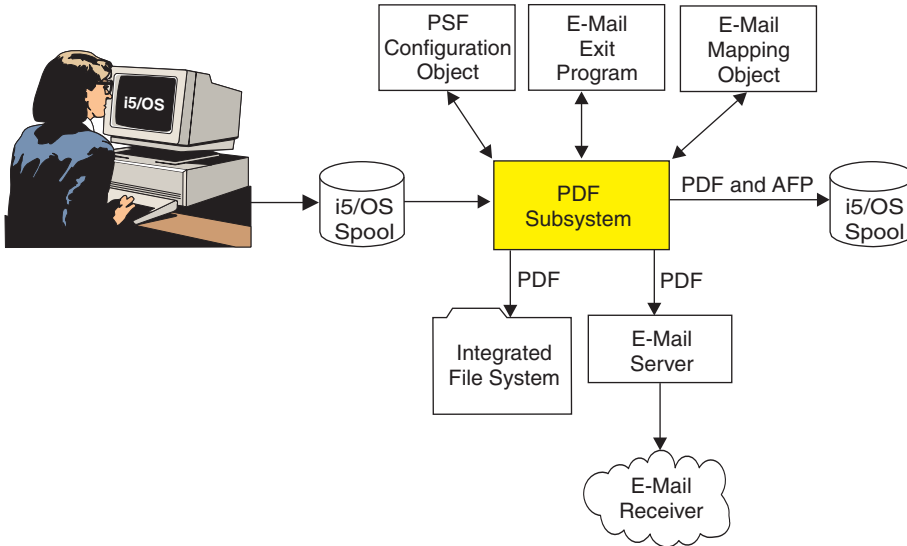 PSF
Configuration
Object
E-Mail
Exit
Program
E-Mail
Mapping
Object
i5/OS
i5/OS
Spool
PDF
Subsystem
PDF and AFP
i5/OS
Spool
PDF
PDF
Integrated
File System
E-Mail
Server
E-Mail
Receiver